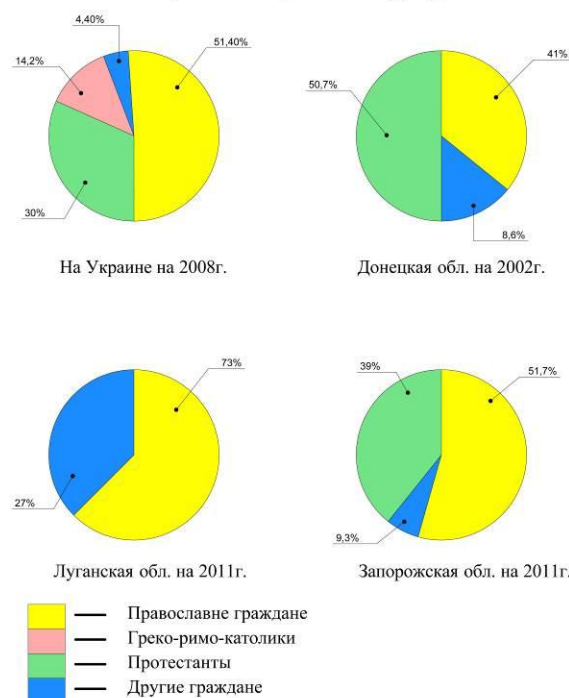 4,40%
51,40%
14,2%
30%
На Украине на 2008г.
41%
50,7%
8,6%
Донецкая обл. на 2002г.
73%
27%
Луганская обл. на 2011г.
39%
51,7%
9,3%
Запорожская обл. на 2011г.
Православне граждане
Греко-римо-католики
Протестанты
Другие граждане